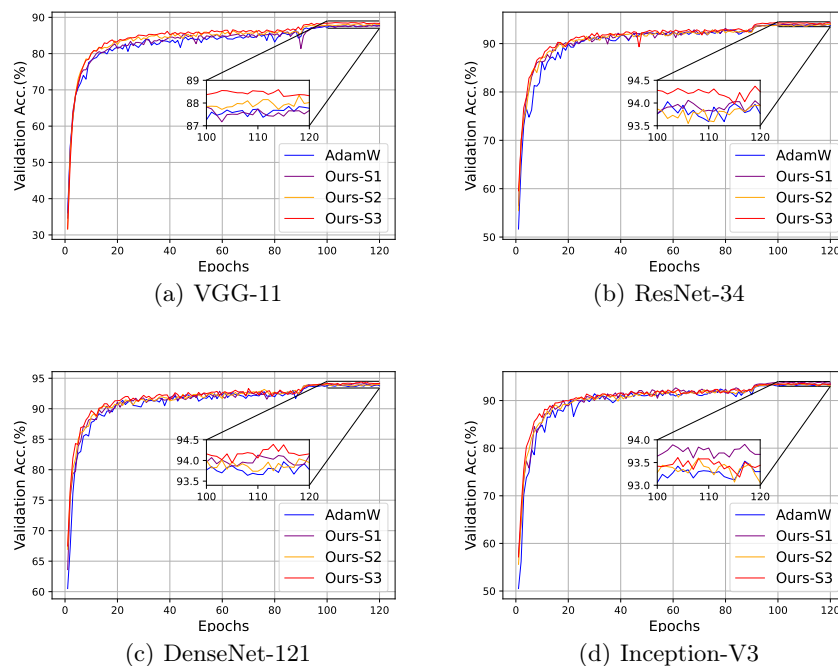 90
80
70
60
50
40
30
Validation Acc.(%)
89
88
87
100 110 120
AdamW
Ours-S1
Ours-S2
Ours-S3
0 20 40 60 80 100 120
Epochs
(a) VGG-11
90
80
70
60
50
Validation Acc.(%)
94.5
94.0
93.5
100 110 120
AdamW
Ours-S1
Ours-S2
Ours-S3
0 20 40 60 80 100 120
Epochs
(b) ResNet-34
95
90
85
80
75
70
65
60
Validation Acc.(%)
94.5
94.0
93.5
93.0
100 110 120
AdamW
Ours-S1
Ours-S2
Ours-S3
0 20 40 60 80 100 120
Epochs
(c) DenseNet-121
90
80
70
60
50
Validation Acc.(%)
94.0
93.5
93.0
100 110 120
AdamW
Ours-S1
Ours-S2
Ours-S3
0 20 40 60 80 100 120
Epochs
(d) Inception-V3